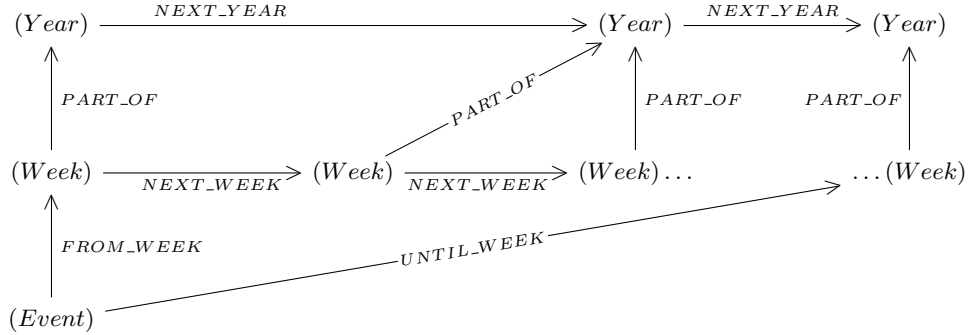 NEXT_YEAR NEXT_YEAR
(Year) (Year) (Year)
PART_OF PART_OF PART_OF PART_OF
(Week) (Week) (Week) ... ... (Week)
NEXT_WEEK NEXT_WEEK
FROM_WEEK UNTIL_WEEK
(Event)